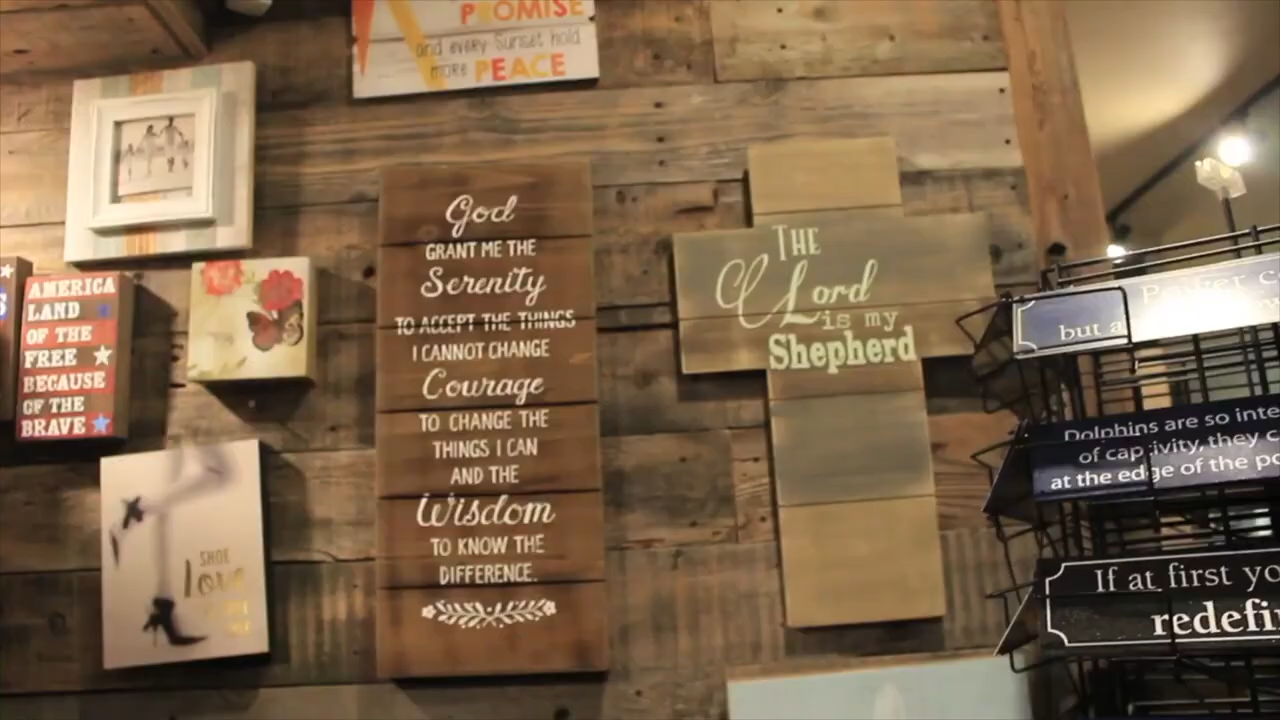 PROMISE
and every Sunset hold
more PEACE
God
GRANT ME THE
Serenity
TO ACCEPT THE THINGS
I CANNOT CHANGE
Courage
TO CHANGE THE
THINGS I CAN
AND THE
Wisdom
TO KNOW THE
DIFFERENCE.
THE
Lord
is my
Shepherd
AMERICA
LAND
OF THE
FREE
BECAUSE
OF THE
BRAVE
SHOE
love
but a
Dolphins are so inte
of captivity, they c
at the edge of the po
If at first yo
redefi